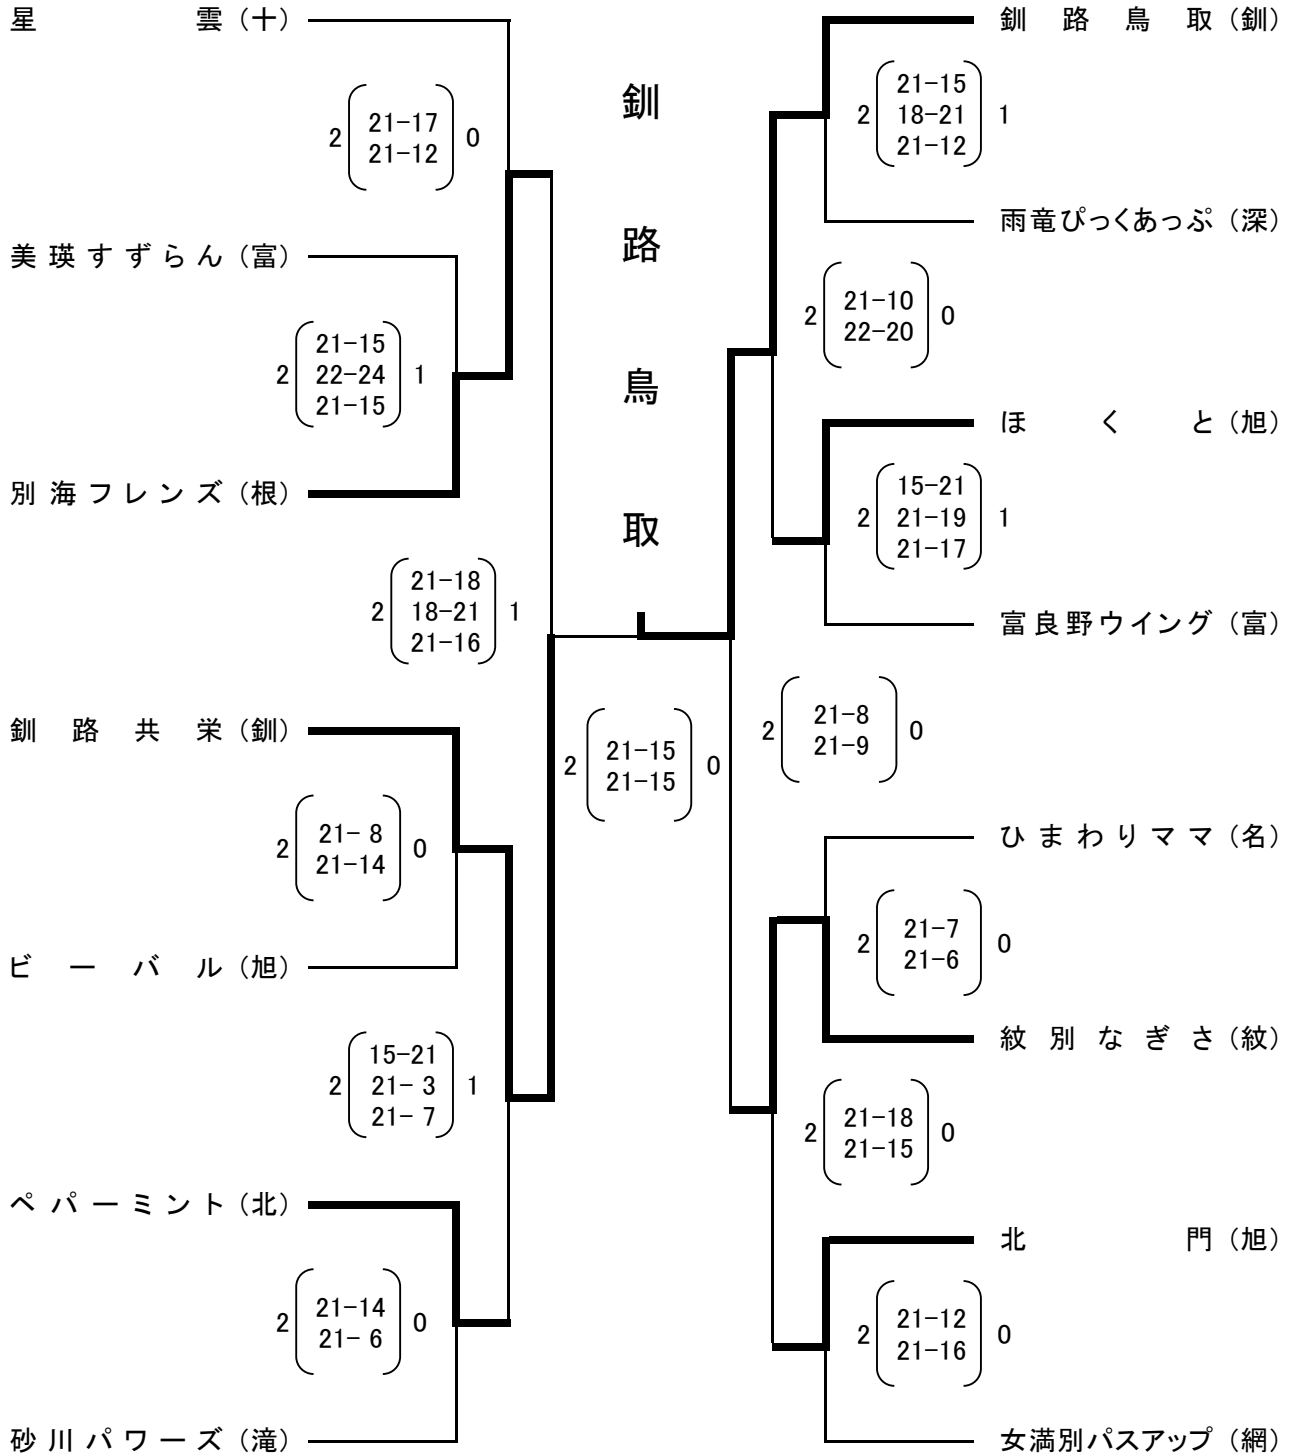 星雲（十）
2 21-17 0
21-12
美瑛すずらん（富）
21-15
2 22-24 1
21-15
別海フレンズ（根）
21-18
2 18-21 1
21-16
釧路共栄（釧）
2 21- 8 0
21-14
ビーバル（旭）
15-21
2 21- 3 1
21- 7
ペパーミント（北）
2 21-14 0
21- 6
砂川パワーズ（滝）
釧路鳥取
2 21-15 0
21-15
釧路鳥取（釧）
21-15
2 18-21 1
21-12
雨竜ぴっくあっぷ（深）
2 21-10 0
22-20
ほくと（旭）
15-21
2 21-19 1
21-17
富良野ウイング（富）
2 21-8 0
21-9
ひまわりママ（名）
2 21-7 0
21-6
紋別なぎさ（紋）
2 21-18 0
21-15
北門（旭）
2 21-12 0
21-16
女満別パスアップ（網）